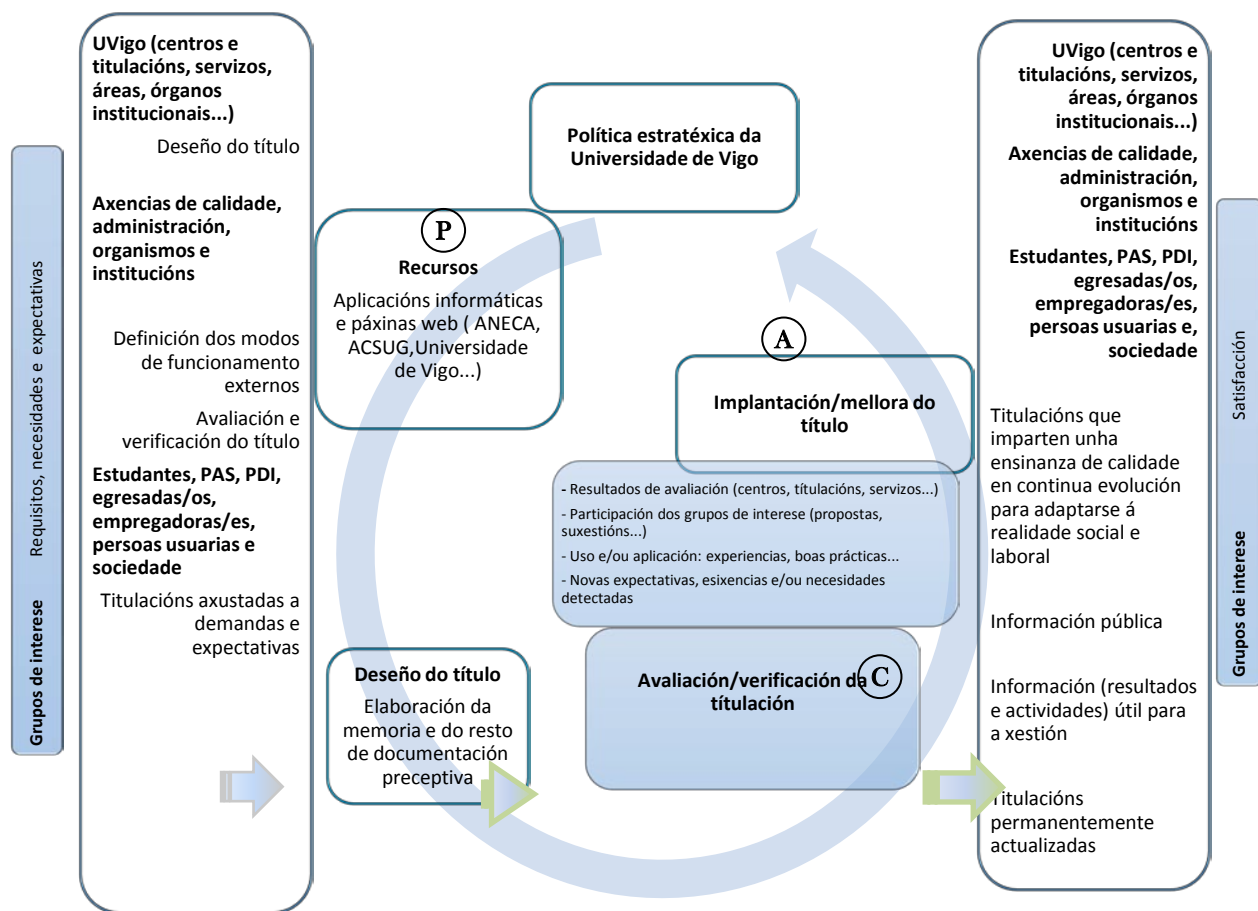 Grupos de interese
Requisitos, necesidades e expectativas
UVigo (centros e
titulacións, servizos,
áreas, órganos
institucionais...)
Deseño do título
Axencias de calidade,
administración,
organismos e
institucións
Definición dos modos
de funcionamento
externos
Avaliación e
verificación do título
Estudantes, PAS, PDI,
egresadas/os,
empregadoras/es,
persoas usuarias e
sociedade
Titulacións axustadas a
demandas e
expectativas
Política estratéxica da
Universidade de Vigo
P
Recursos
Aplicacións informáticas
e páxinas web ( ANECA,
ACSUG,Universidade
de Vigo...)
A
Implantación/mellora do
título
- Resultados de avaliación (centros, títulacións, servizos...)
- Participación dos grupos de interese (propostas,
suxestións...)
- Uso e/ou aplicación: experiencias, boas prácticas...
- Novas expectativas, esixencias e/ou necesidades
detectadas
Deseño do título
Elaboración da
memoria e do resto
de documentación
preceptiva
Avaliación/verificación da
títulación
C
UVigo (centros e
titulacións, servizos,
áreas, órganos
institucionais...)
Axencias de calidade,
administración,
organismos e
institucións
Estudantes, PAS, PDI,
egresadas/os,
empregadoras/es,
persoas usuarias e,
sociedade
Titulacións que
imparten unha
ensinanza de calidade
en continua evolución
para adaptarse á
realidade social e
laboral
Información pública
Información (resultados
e actividades) útil para
a xestión
Titulacións
permanentemente
actualizadas
Grupos de interese
Satisfacción